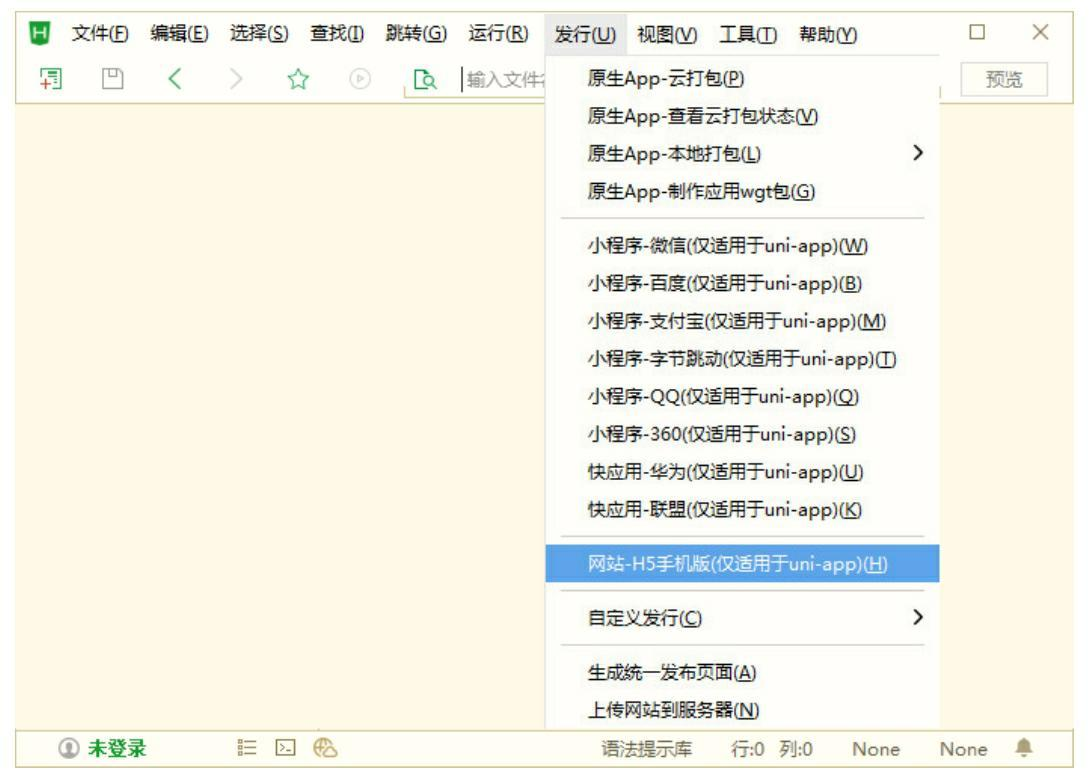 H 文件(F) 编辑(E) 选择(S) 查找(I) 跳转(G) 运行(R) 发行(U) 视图(V) 工具(T) 帮助(Y)
输入文件 预览
原生App-云打包(P)
原生App-查看云打包状态(V)
原生App-本地打包(L)
原生App-制作应用wgt包(G)
小程序-微信(仅适用于uni-app)(W)
小程序-百度(仅适用于uni-app)(B)
小程序-支付宝(仅适用于uni-app)(M)
小程序-字节跳动(仅适用于uni-app)(T)
小程序-QQ(仅适用于uni-app)(Q)
小程序-360(仅适用于uni-app)(S)
快应用-华为(仅适用于uni-app)(U)
快应用-联盟(仅适用于uni-app)(K)
网站-H5手机版(仅适用于uni-app)(H)
自定义发行(C)
生成统一发布页面(A)
上传网站到服务器(N)
未登录 语法提示库 行:0 列:0 None None